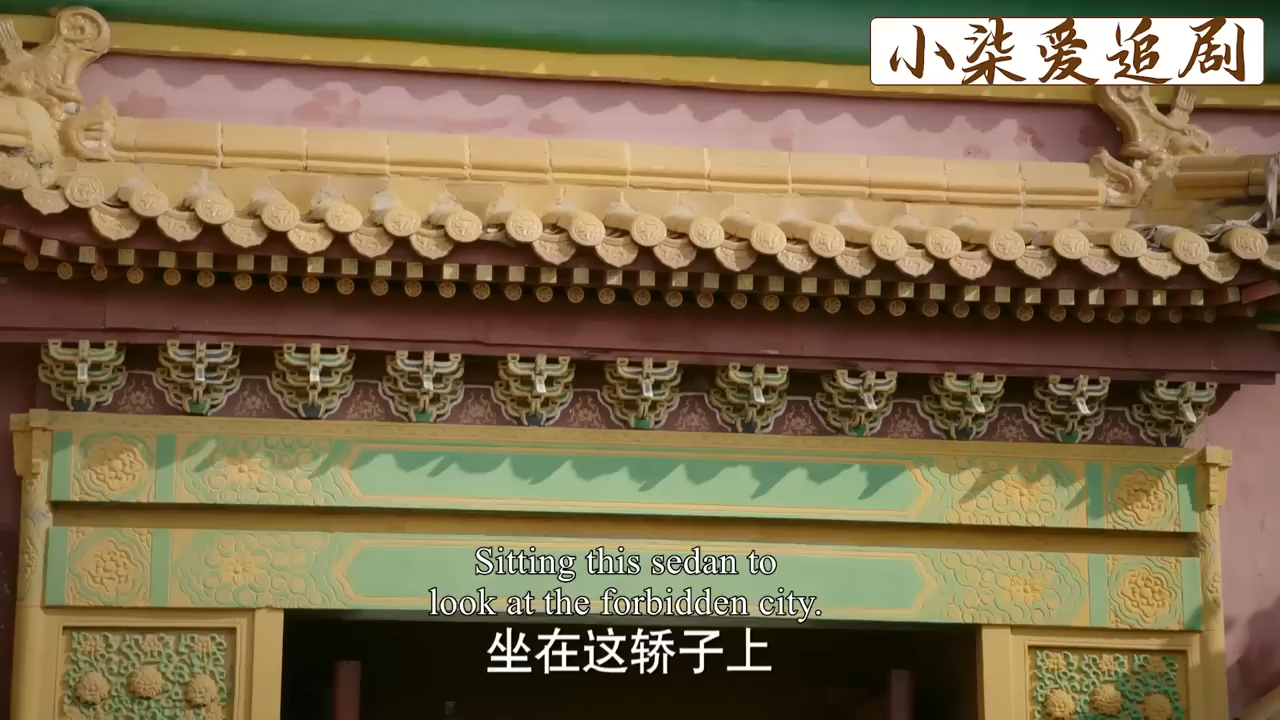 小柒爱追剧
Sitting this sedan to
look at the forbidden city.
坐在这轿子上